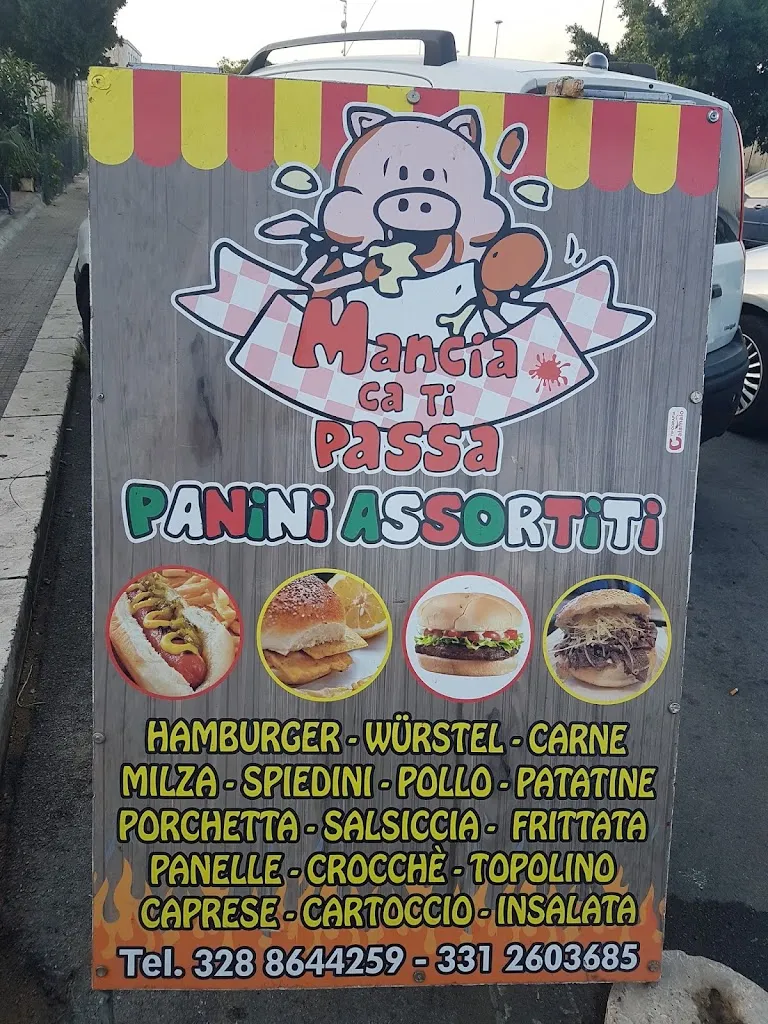 Mancia
ca Ti
Passa
PANiNi ASSORTiTi
HAMBURGER - WÜRSTEL - CARNE
MILZA - SPIEDINI - POLLO - PATATINE
PORCHETTA - SALSICCIA - FRITTATA
PANELLE - CROCCHÈ - TOPOLINO
CAPRESE - CARTOCCIO - INSALATA
Tel. 328 8644259 - 331 2603685